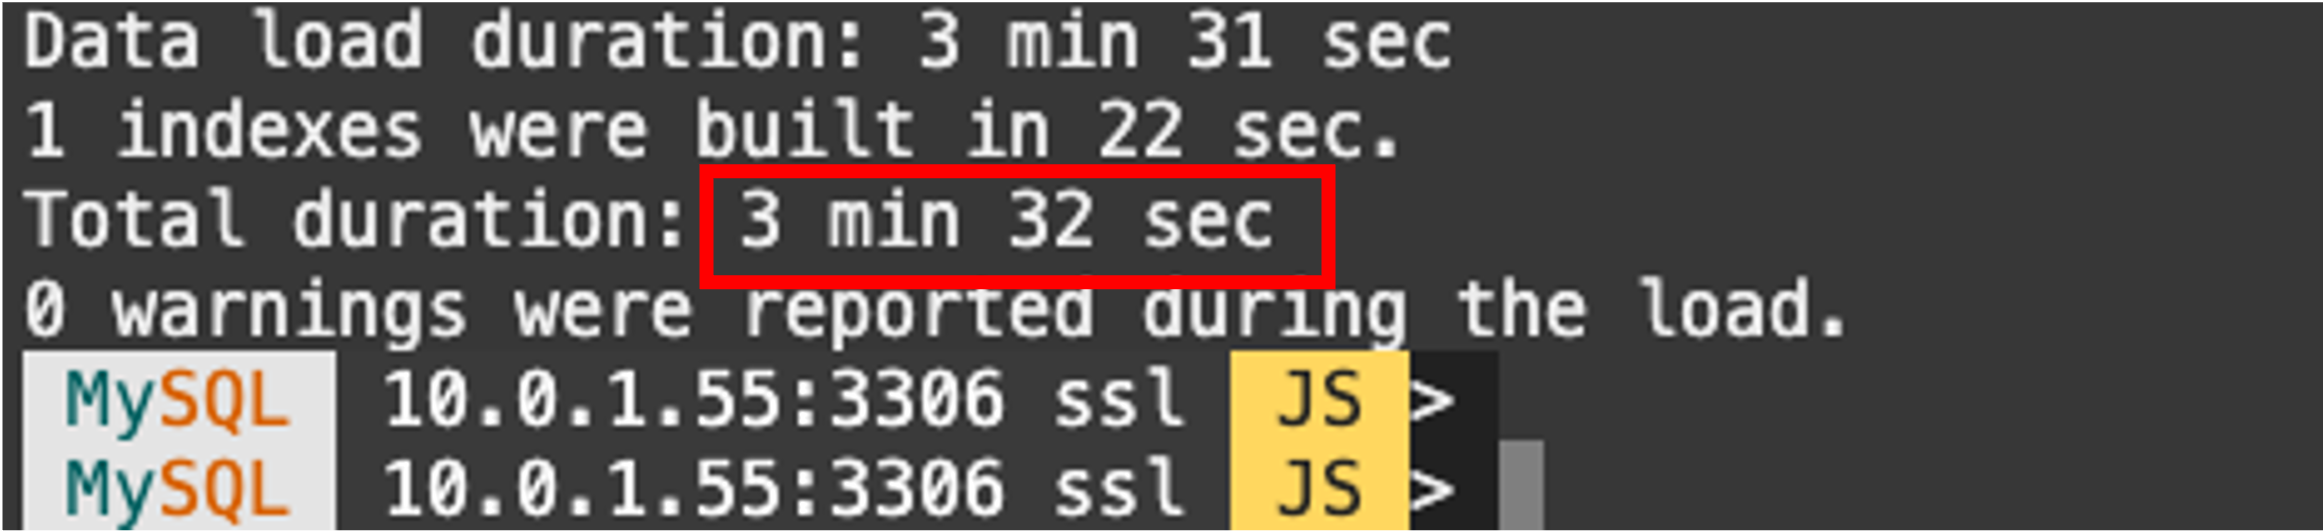 Data load duration: 3 min 31 sec
1 indexes were built in 22 sec.
Total duration: 3 min 32 sec
0 warnings were reported during the load.
MySQL 10.0.1.55:3306 ssl JS >
MySQL 10.0.1.55:3306 ssl JS >